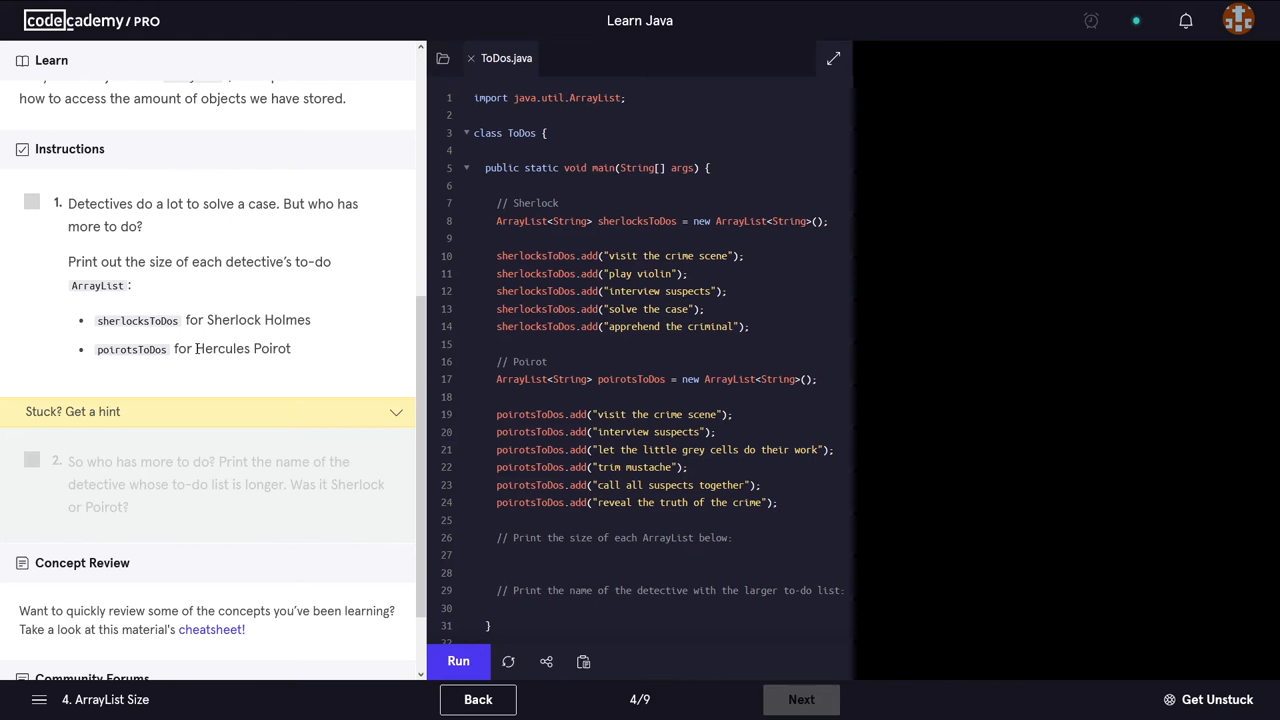 codecademy/PRO
Learn Java
Learn
how to access the amount of objects we have stored.
Instructions
1. Detectives do a lot to solve a case. But who has
more to do?
Print out the size of each detective's to-do
ArrayList:
• sherlocksToDos for Sherlock Holmes
• poirotsToDos for Hercules Poirot
Stuck? Get a hint
2. So who has more to do? Print the name of the
detective whose to-do list is longer. Was it Sherlock
or Poirot?
Concept Review
Want to quickly review some of the concepts you've been learning?
Take a look at this material's cheatsheet!
Community Forums
ToDos.java
1 import java.util.ArrayList;
2
3 class ToDos {
4
5 public static void main(String[] args) {
6
7 // Sherlock
8 ArrayList<String> sherlocksToDos = new ArrayList<String>();
9
10 sherlocksToDos.add("visit the crime scene");
11 sherlocksToDos.add("play violin");
12 sherlocksToDos.add("interview suspects");
13 sherlocksToDos.add("solve the case");
14 sherlocksToDos.add("apprehend the criminal");
15
16 // Poirot
17 ArrayList<String> poirotsToDos = new ArrayList<String>();
18
19 poirotsToDos.add("visit the crime scene");
20 poirotsToDos.add("interview suspects");
21 poirotsToDos.add("let the little grey cells do their work");
22 poirotsToDos.add("trim mustache");
23 poirotsToDos.add("call all suspects together");
24 poirotsToDos.add("reveal the truth of the crime");
25
26 // Print the size of each ArrayList below:
27
28
29 // Print the name of the detective with the larger to-do list:
30
31 }
32
Run
4. ArrayList Size
Back
4/9
Next
Get Unstuck